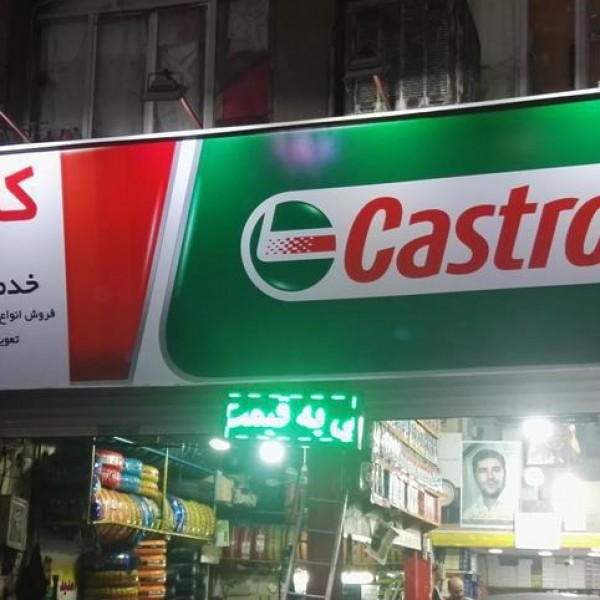 Castro
خدم
فروش انواع
تعوی
ی به قیمت